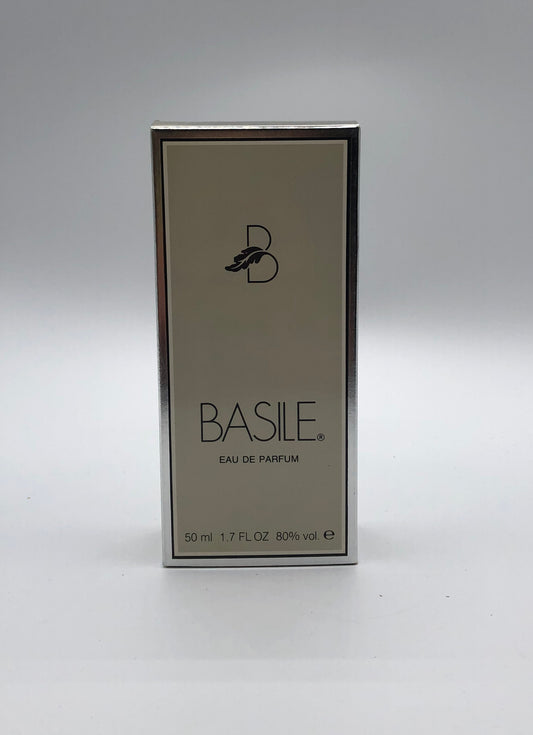 B
BASILE®
EAU DE PARFUM
50 ml 1.7 FL OZ 80% vol. ℮